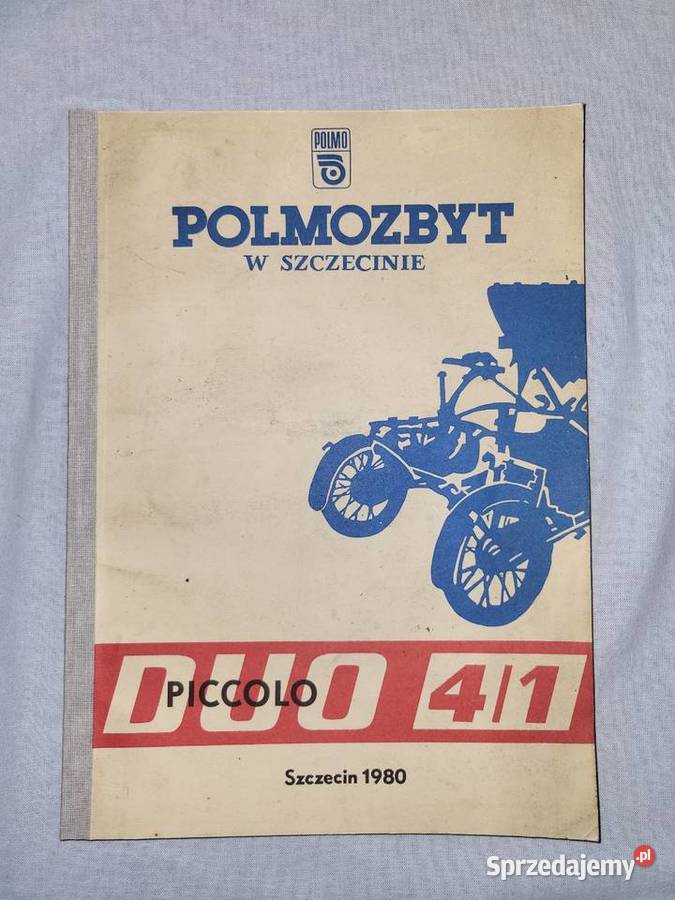 POLMO
POLMOZBYT
W SZCZECINIE
DUO 4/1
PICCOLO
Szczecin 1980
Sprzedajemy.pl